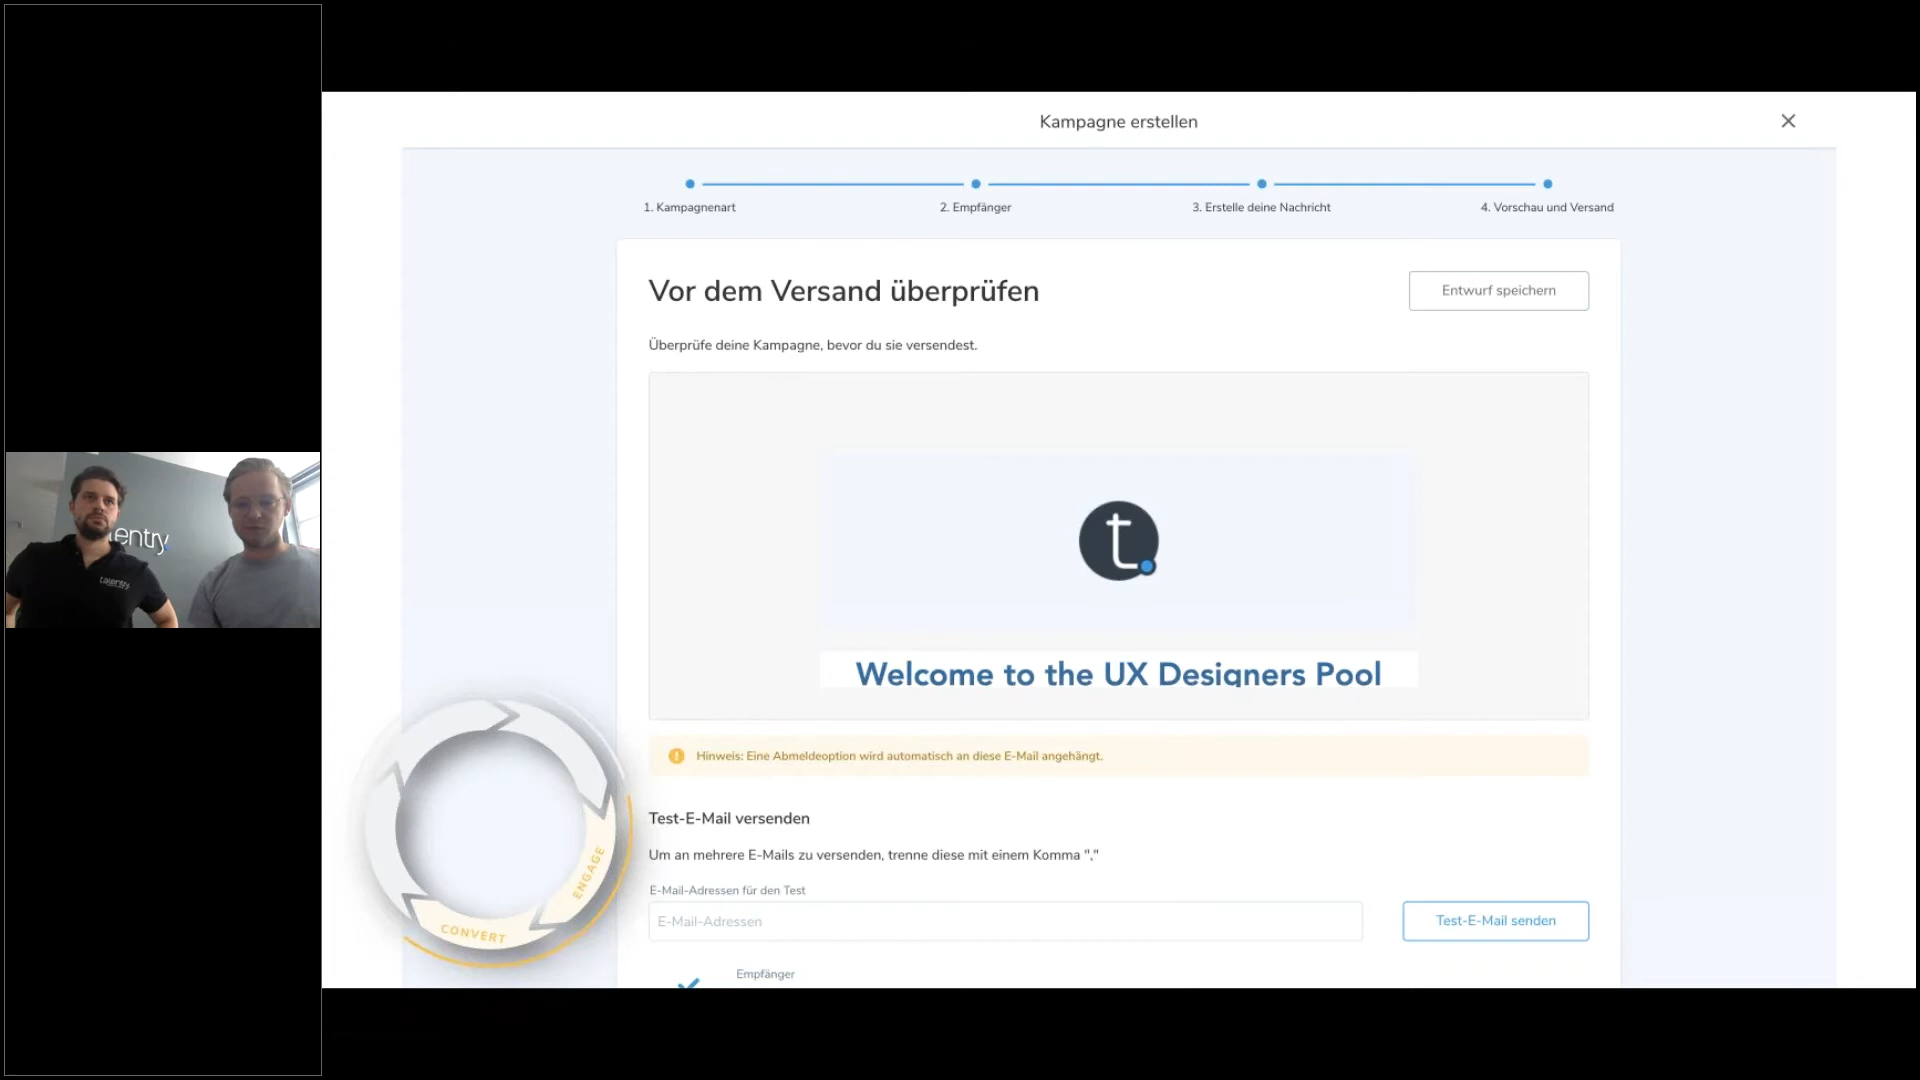 Kampagne erstellen
1. Kampagnenart
2. Empfänger
3. Erstelle deine Nachricht
4. Vorschau und Versand
Vor dem Versand überprüfen
Entwurf speichern
Überprüfe deine Kampagne, bevor du sie versendest.
t.
Welcome to the UX Designers Pool
Hinweis: Eine Abmeldeoption wird automatisch an diese E-Mail angehängt.
Test-E-Mail versenden
Um an mehrere E-Mails zu versenden, trenne diese mit einem Komma ","
E-Mail-Adressen für den Test
E-Mail-Adressen
Test-E-Mail senden
Empfänger
ENGAGE
CONVERT
entry
talentry